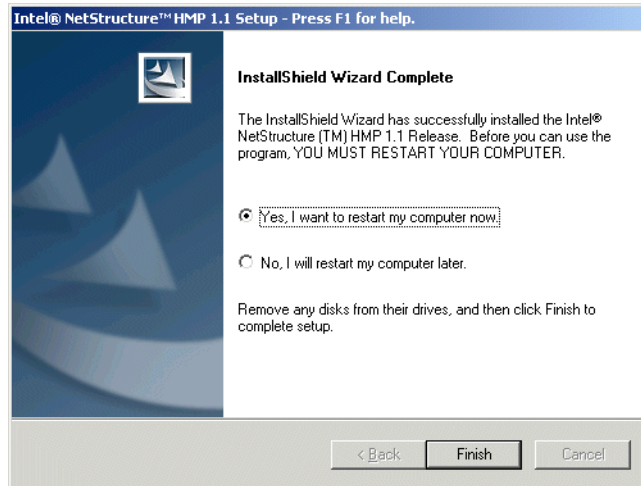 Intel® NetStructure™ HMP 1.1 Setup - Press F1 for help.
InstallShield Wizard Complete
The InstallShield Wizard has successfully installed the Intel®
NetStructure (TM) HMP 1.1 Release. Before you can use the
program, YOU MUST RESTART YOUR COMPUTER.
Yes, I want to restart my computer now.
No, I will restart my computer later.
Remove any disks from their drives, and then click Finish to
complete setup.
< Back Finish Cancel